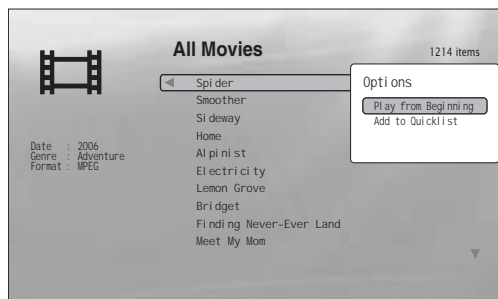 All Movies
1214 items
Spider
Smoother
Sideway
Home
Alpinist
Electricity
Lemon Grove
Bridget
Finding Never-Ever Land
Meet My Mom
Options
Play from Beginning
Add to Quicklist
Date : 2006
Genre : Adventure
Format : MPEG